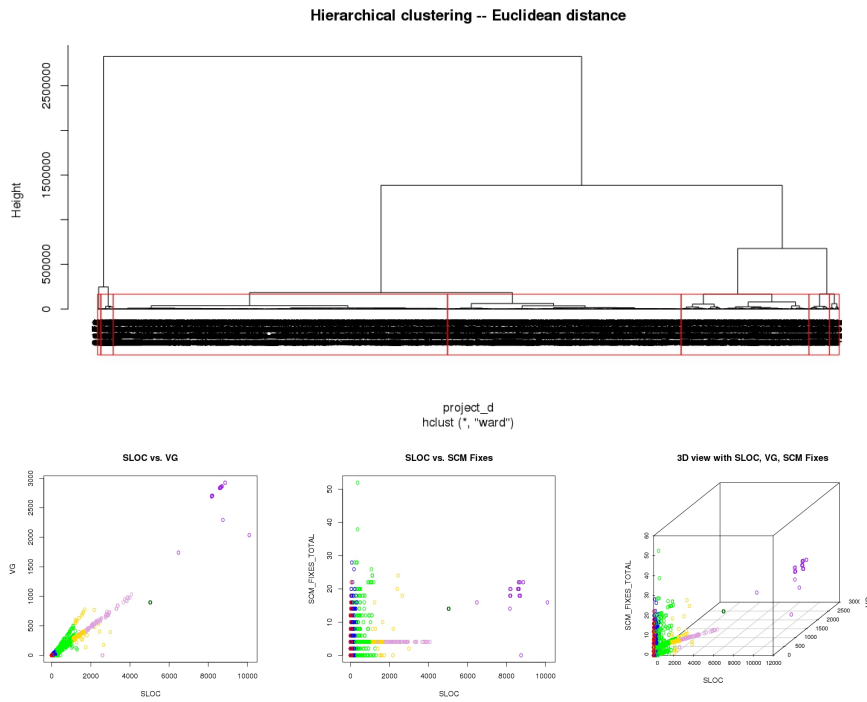 Hierarchical clustering -- Euclidean distance
Height
2500000
1500000
500000
0
project_d
hclust (*, "ward")
SLOC vs. VG
VG
3000
2500
2000
1500
1000
500
0
0 2000 4000 6000 8000 10000
SLOC
SLOC vs. SCM Fixes
SCM_FIXES_TOTAL
50
40
30
20
10
0
0 2000 4000 6000 8000 10000
SLOC
3D view with SLOC, VG, SCM Fixes
SCM_FIXES_TOTAL
60
50
40
30
20
10
0
0 2000 4000 6000 8000 10000 12000
SLOC
0
500
1000
1500
2000
2500
300